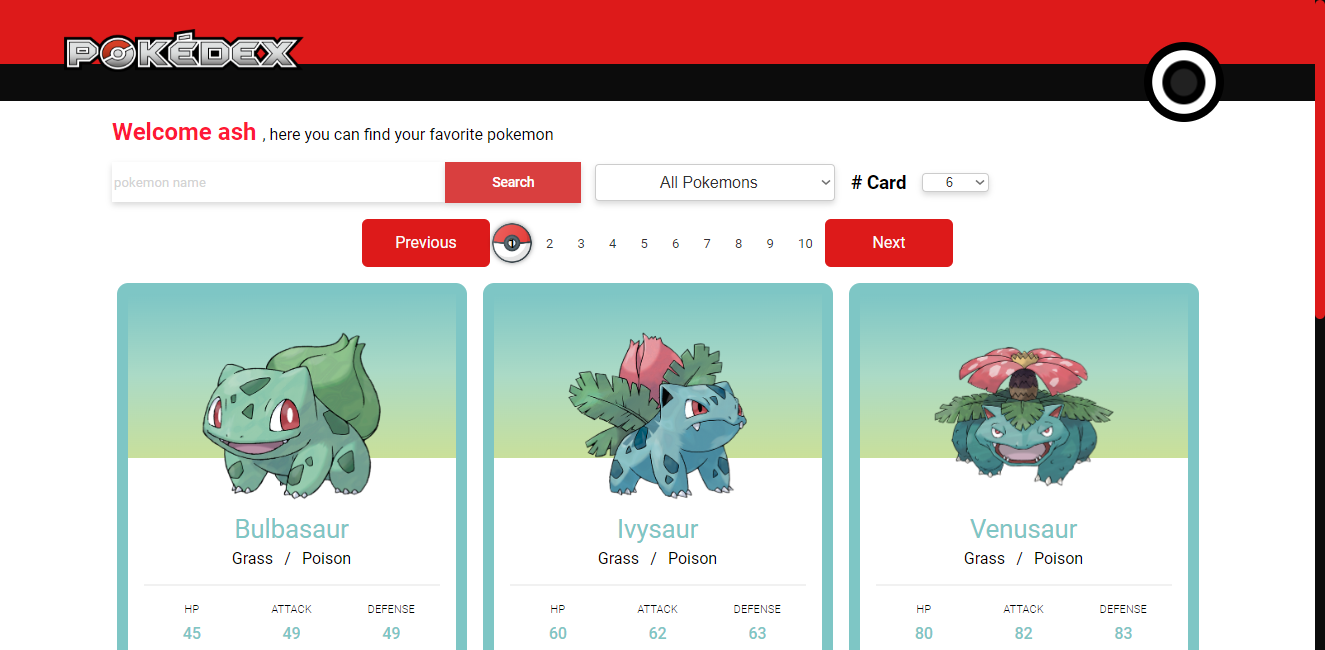 POKÉDEX
Welcome ash , here you can find your favorite pokemon
pokemon name Search All Pokemons # Card 6
Previous 1 2 3 4 5 6 7 8 9 10 Next
Bulbasaur Ivysaur Venusaur
Grass / Poison Grass / Poison Grass / Poison
HP ATTACK DEFENSE HP ATTACK DEFENSE HP ATTACK DEFENSE
45 49 49 60 62 63 80 82 83